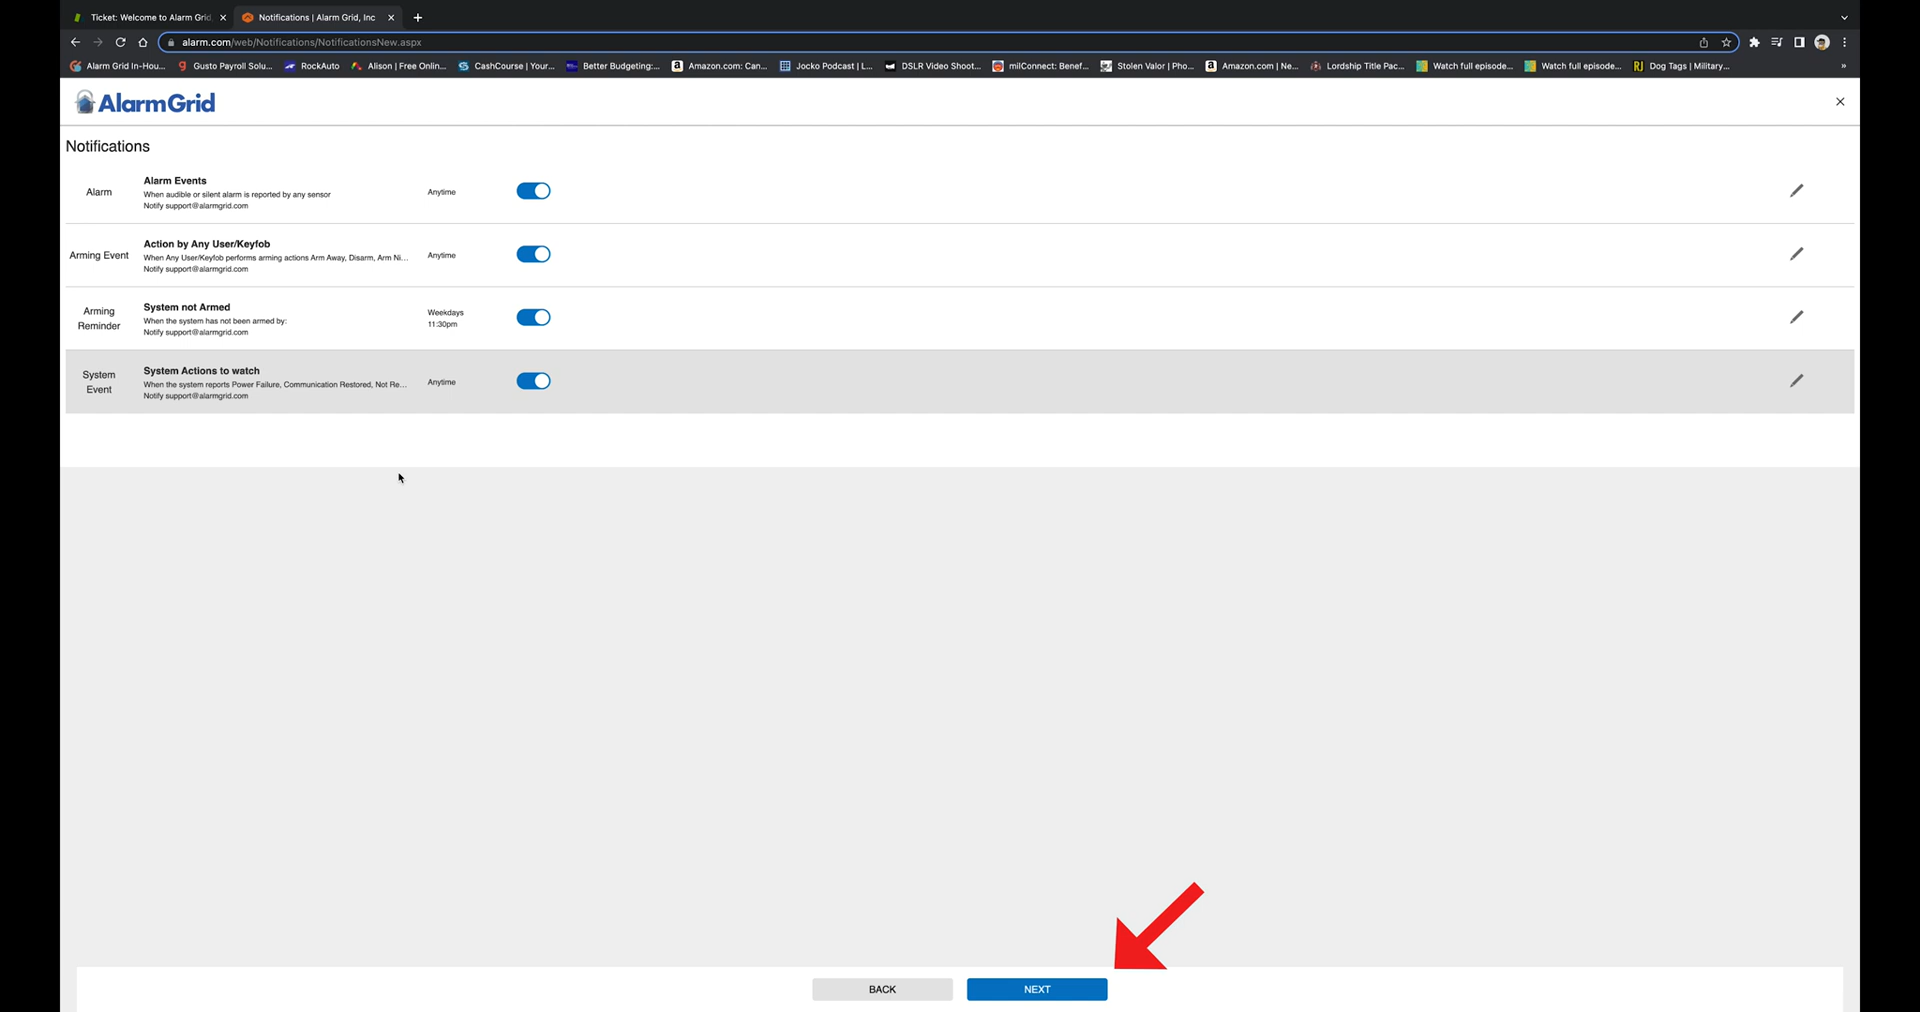 Ticket: Welcome to Alarm Grid,
Notifications | Alarm Grid, Inc
alarm.com/web/Notifications/NotificationsNew.aspx
Alarm Grid In-Hou...
Gusto Payroll Solu...
RockAuto
Alison | Free Onlin...
CashCourse | Your...
Better Budgeting:...
Amazon.com: Can...
Jocko Podcast | L...
DSLR Video Shoot...
milConnect: Benef...
Stolen Valor | Pho...
Amazon.com | Ne...
Lordship Title Pac...
Watch full episode...
Watch full episode...
RJ Dog Tags | Military...
AlarmGrid
Notifications
Alarm
Alarm Events
When audible or silent alarm is reported by any sensor
Notify support@alarmgrid.com
Anytime
Arming Event
Action by Any User/Keyfob
When Any User/Keyfob performs arming actions Arm Away, Disarm, Arm Ni...
Notify support@alarmgrid.com
Anytime
Arming
Reminder
System not Armed
When the system has not been armed by:
Notify support@alarmgrid.com
Weekdays
11:30pm
System
Event
System Actions to watch
When the system reports Power Failure, Communication Restored, Not Re...
Notify support@alarmgrid.com
Anytime
BACK
NEXT